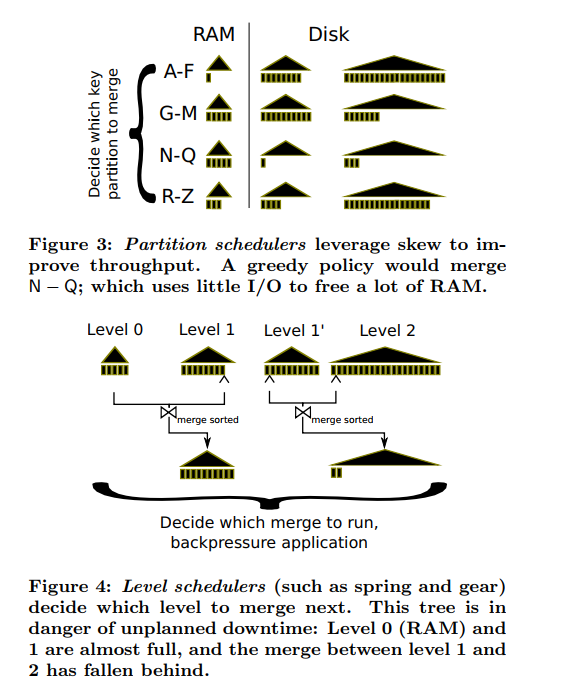 RAM
Disk
Decide which key
partition to merge
A-F
G-M
N-Q
R-Z
Figure 3: Partition schedulers leverage skew to im-
prove throughput. A greedy policy would merge
N – Q; which uses little I/O to free a lot of RAM.
Level 0
Level 1
Level 1'
Level 2
merge sorted
merge sorted
Decide which merge to run,
backpressure application
Figure 4: Level schedulers (such as spring and gear)
decide which level to merge next. This tree is in
danger of unplanned downtime: Level 0 (RAM) and
1 are almost full, and the merge between level 1 and
2 has fallen behind.